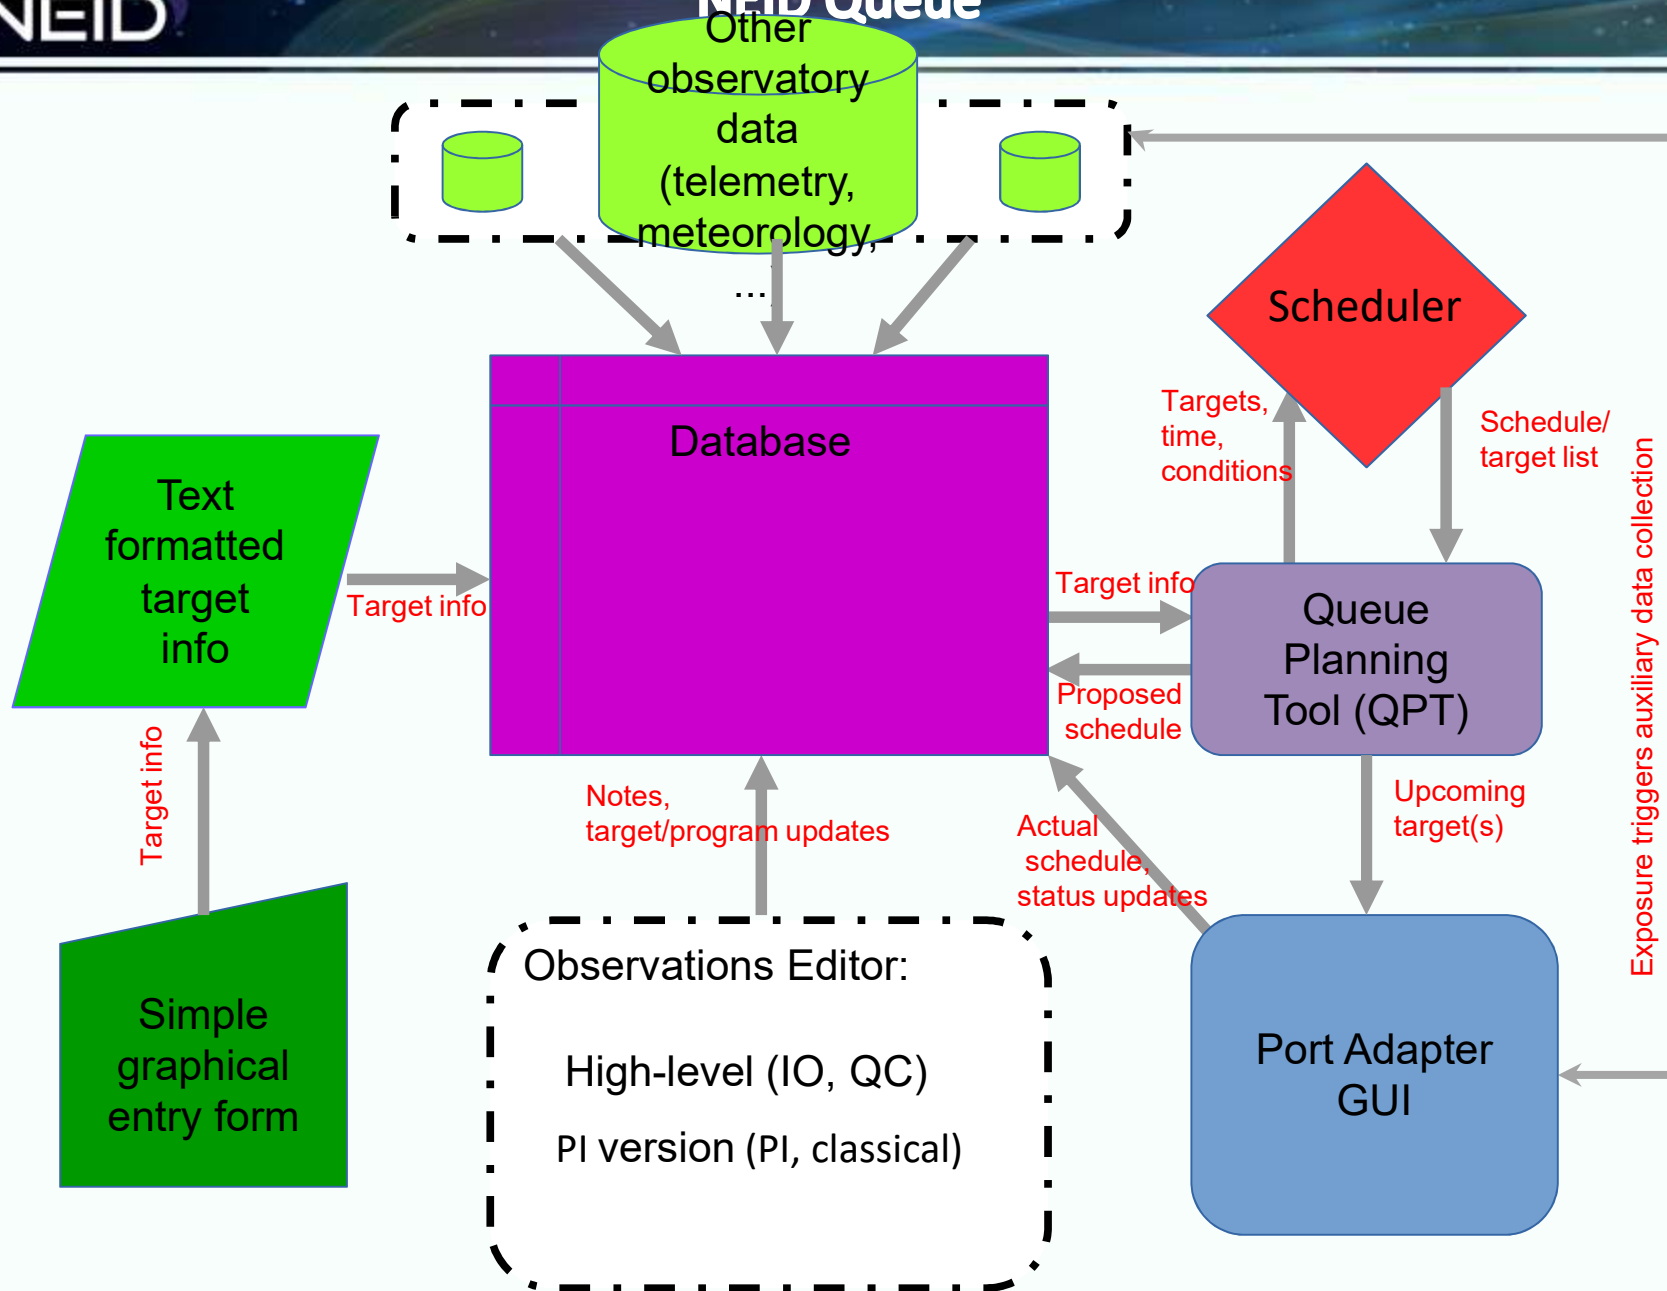 NEID
NEID Queue
Other
observatory
data
(telemetry,
meteorology,
...)
Scheduler
Targets,
time,
conditions
Schedule/
target list
Database
Text
formatted
target
info
Target info
Target info
Queue
Planning
Tool (QPT)
Proposed
schedule
Exposure triggers auxiliary data collection
Target info
Notes,
target/program updates
Actual
schedule,
status updates
Upcoming
target(s)
Simple
graphical
entry form
Observations Editor:
High-level (IO, QC)
PI version (PI, classical)
Port Adapter
GUI